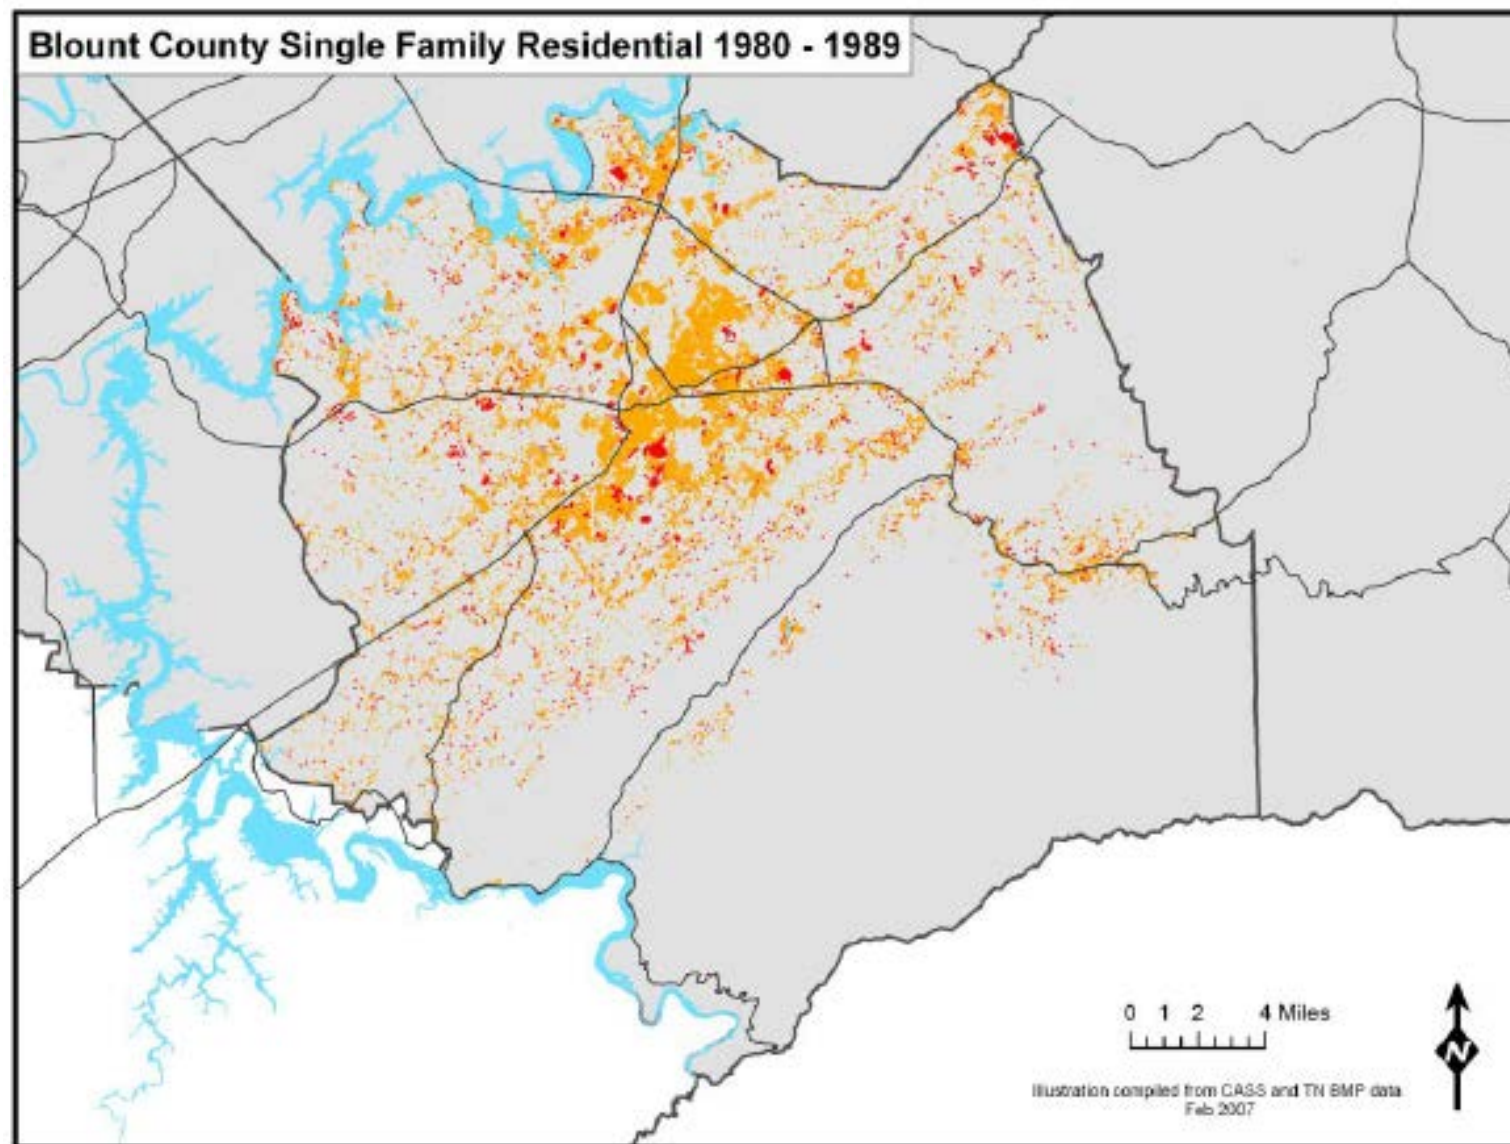 Blount County Single Family Residential 1980 - 1989
0 1 2 4 Miles
N
Illustration compiled from CASS and TN BMP data
Feb 2007